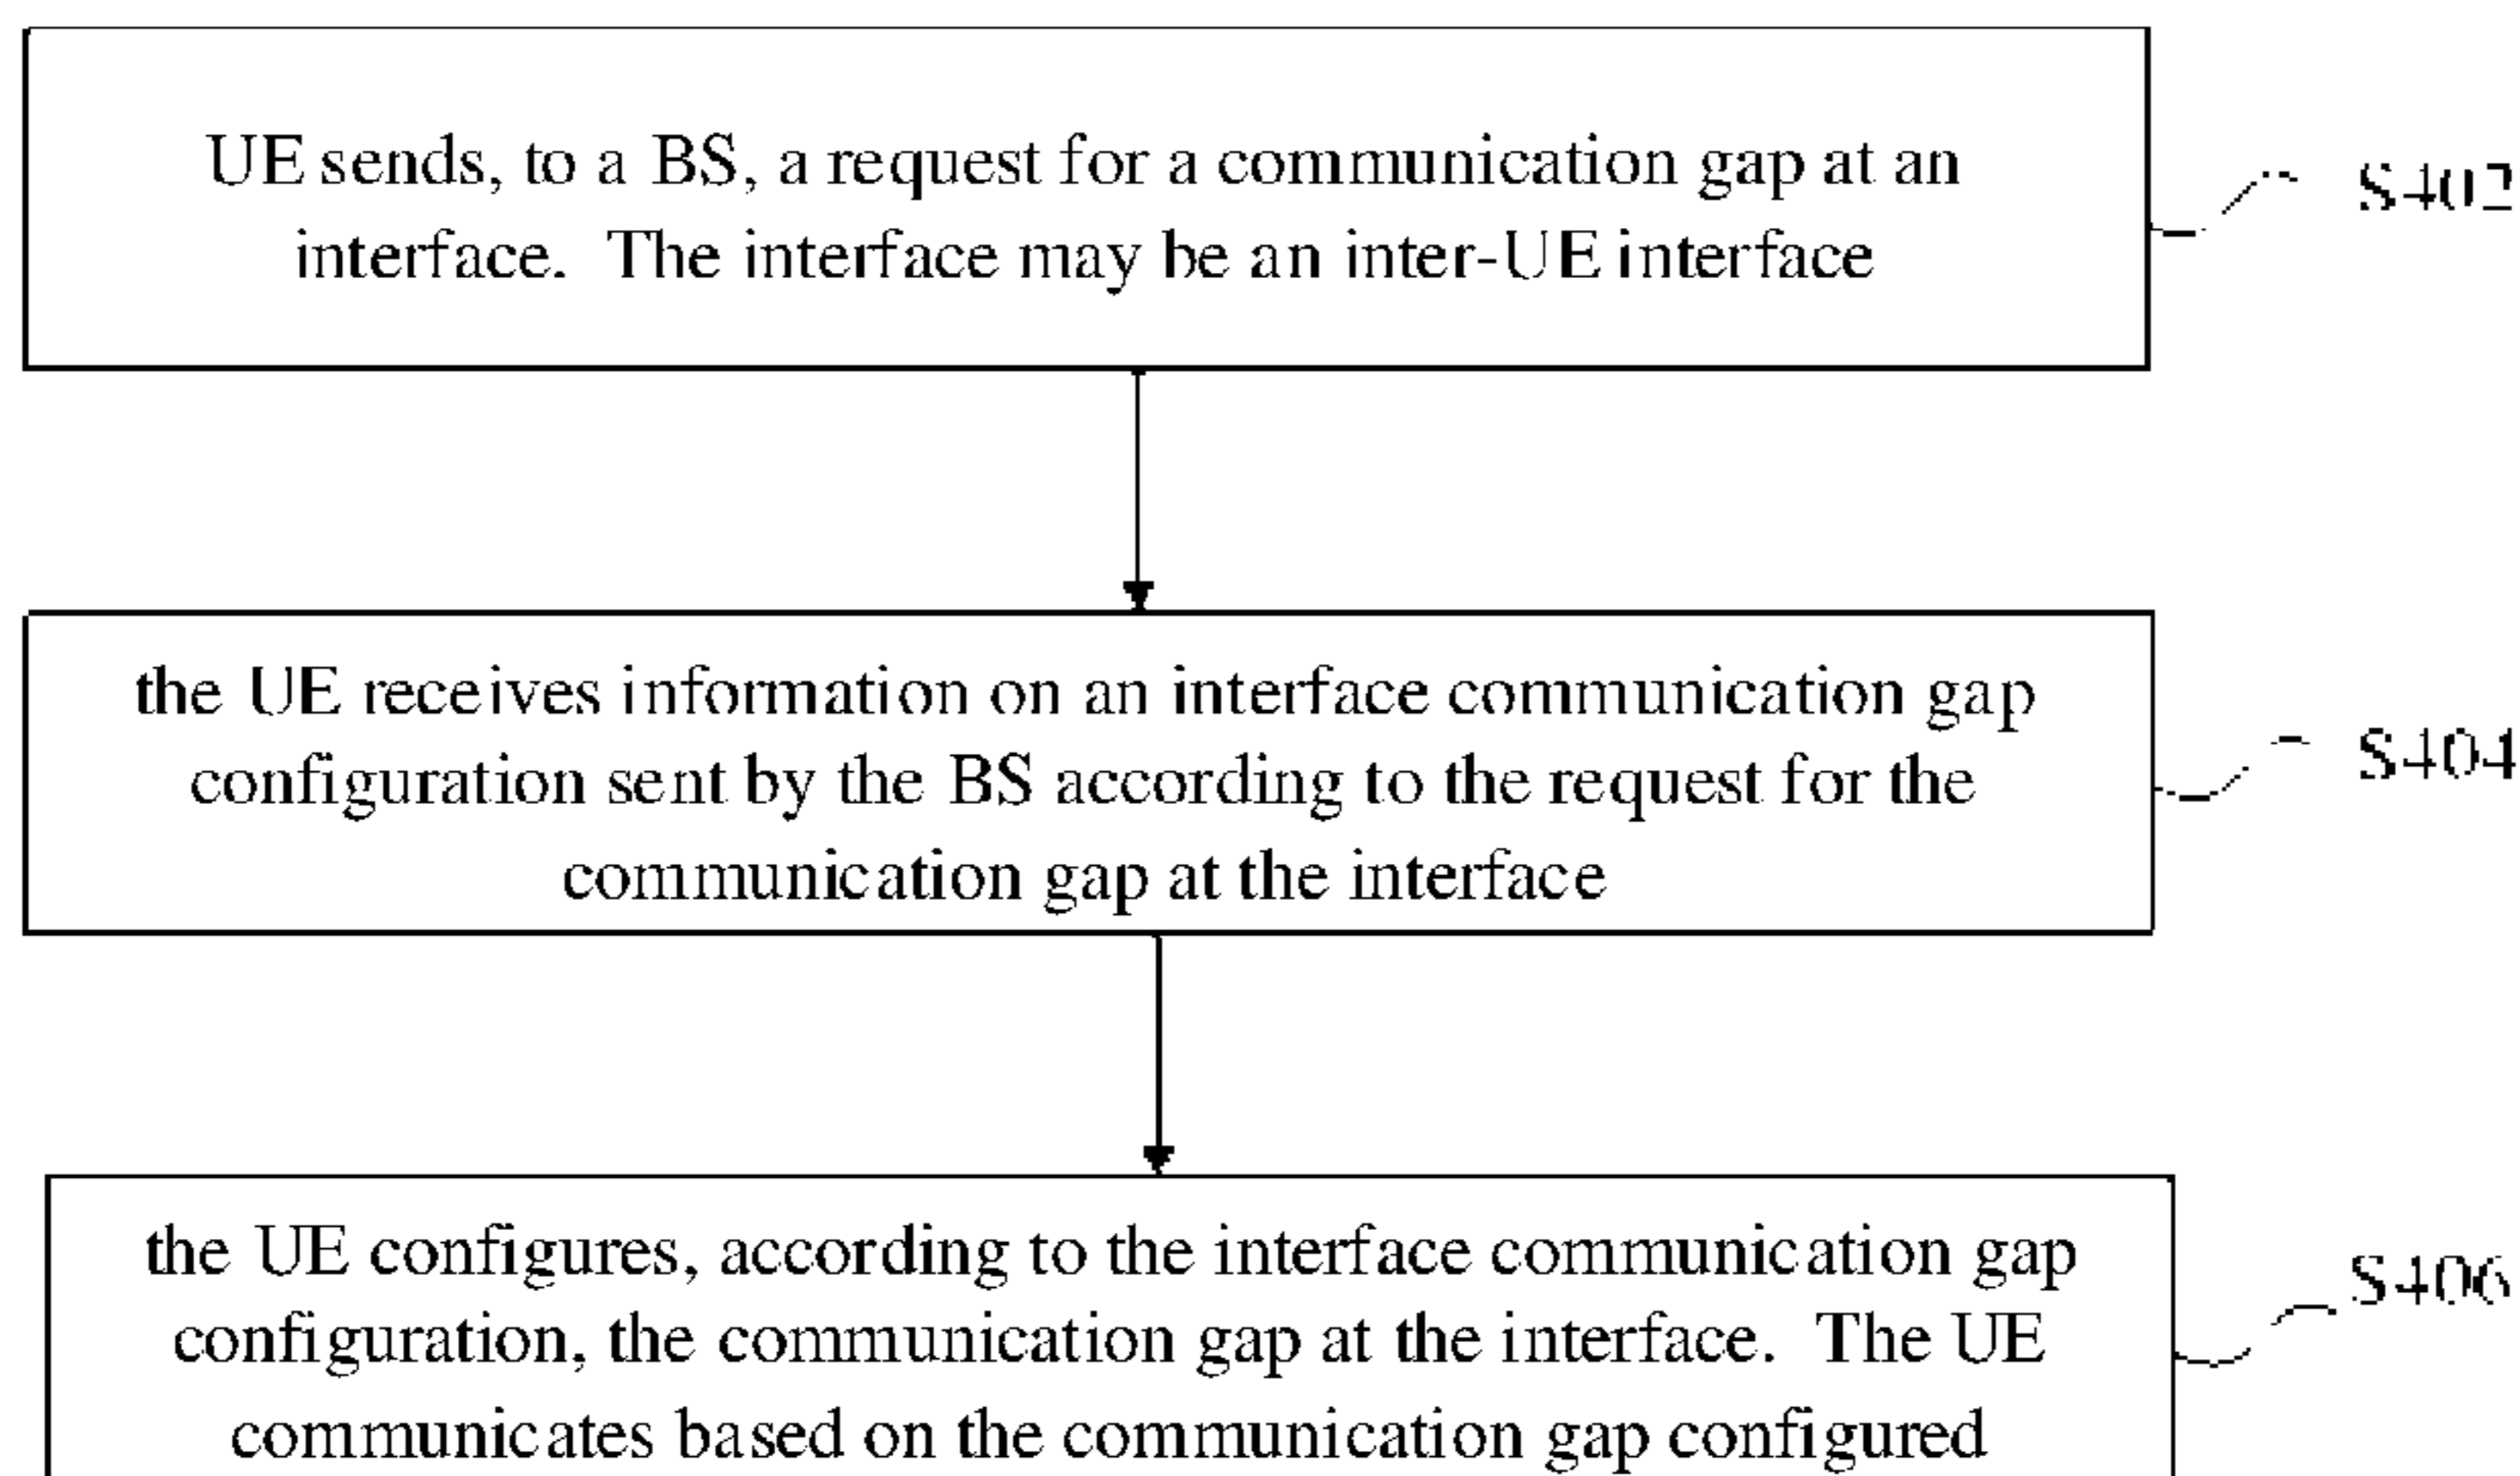 UE sends, to a BS, a request for a communication gap at an
interface. The interface may be an inter-UE interface
S402
the UE receives information on an interface communication gap
configuration sent by the BS according to the request for the
communication gap at the interface
S404
the UE configures, according to the interface communication gap
configuration, the communication gap at the interface. The UE
communicates based on the communication gap configured
S406